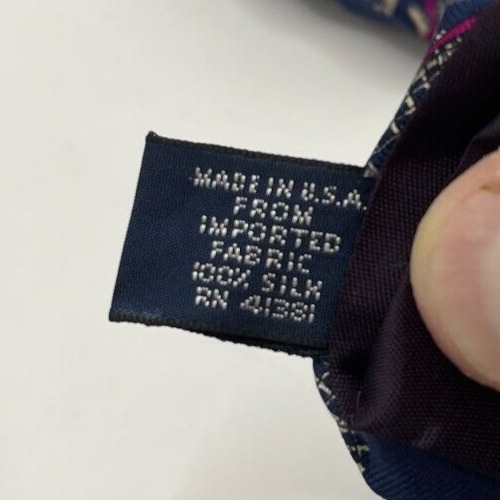 MADE IN U.S.A.
FROM
IMPORTED
FABRIC
100% SILK
RN 41381